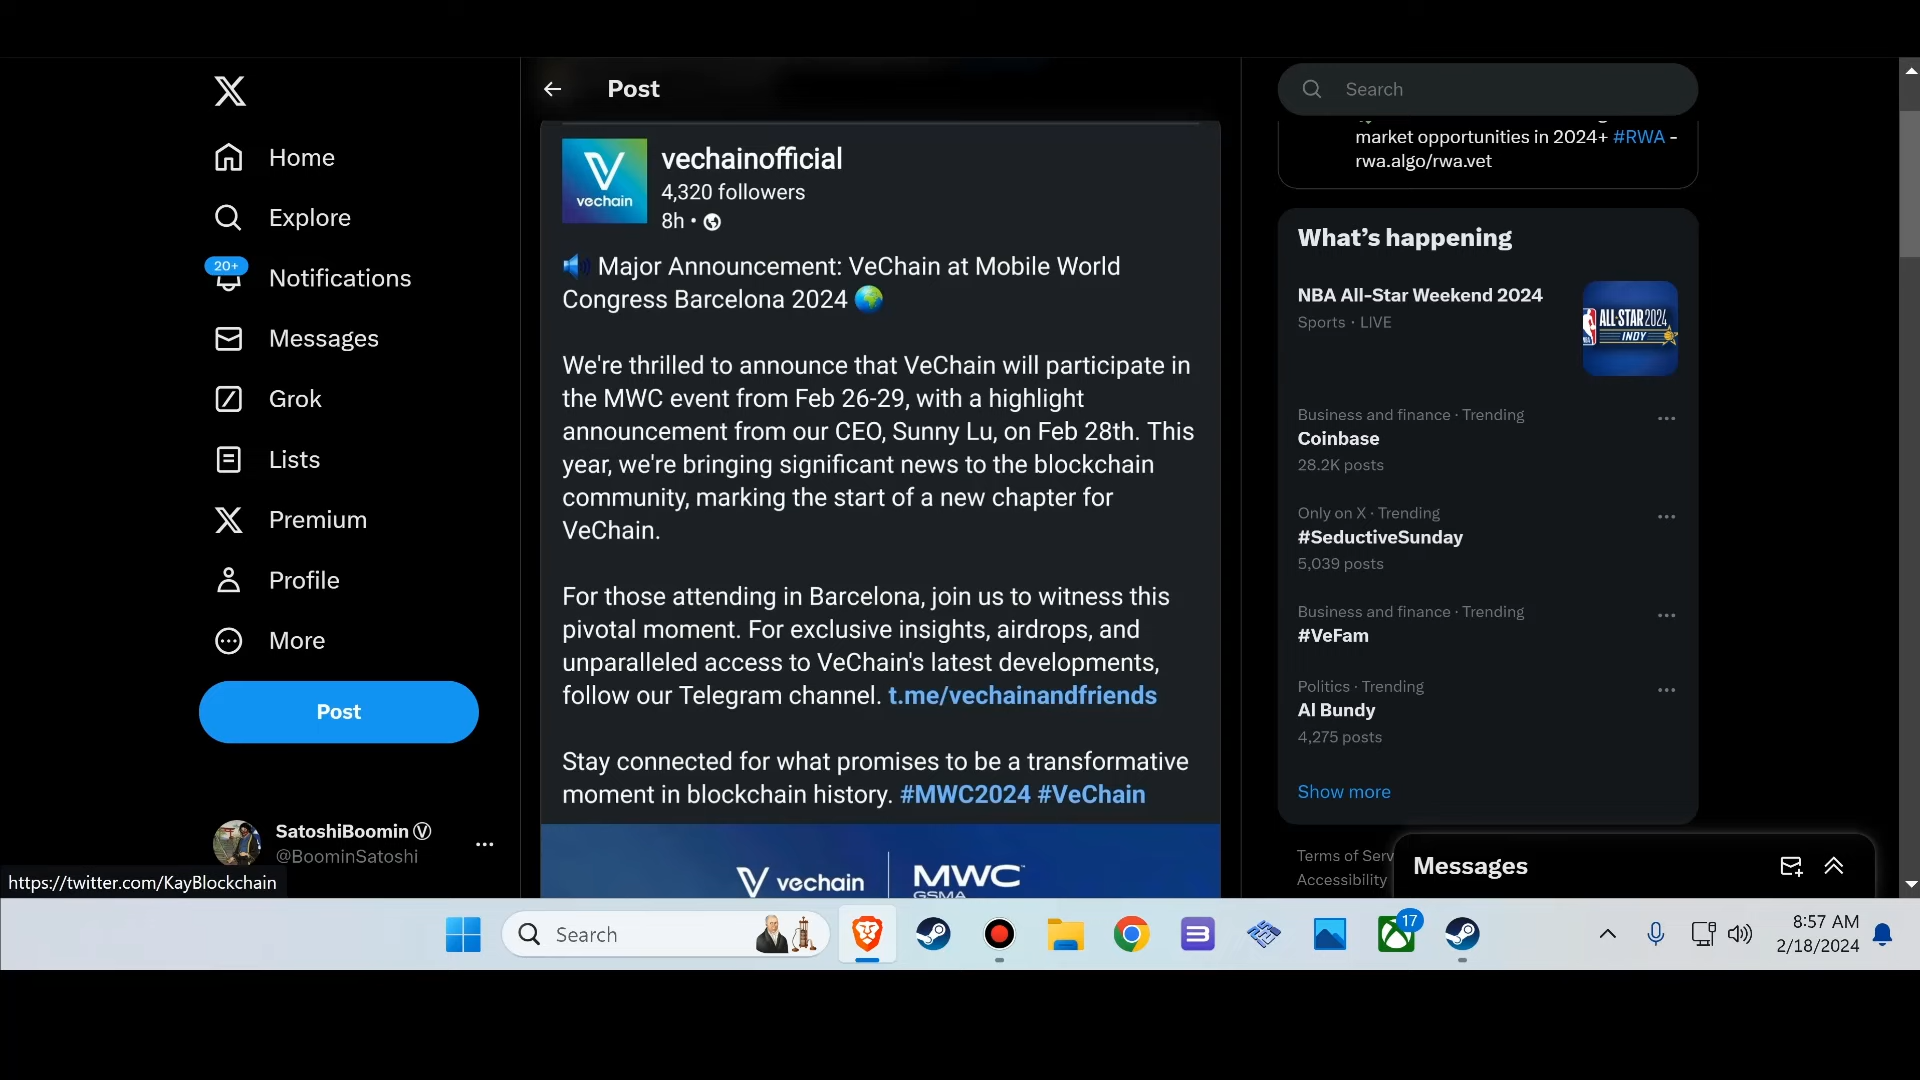 Home
Explore
20+
Notifications
Messages
Grok
Lists
Premium
Profile
More
Post
SatoshiBoomin
@BoominSatoshi
https://twitter.com/KayBlockchain
Post
vechain
vechainofficial
4,320 followers
8h •
Major Announcement: VeChain at Mobile World
Congress Barcelona 2024
We're thrilled to announce that VeChain will participate in
the MWC event from Feb 26-29, with a highlight
announcement from our CEO, Sunny Lu, on Feb 28th. This
year, we're bringing significant news to the blockchain
community, marking the start of a new chapter for
VeChain.
For those attending in Barcelona, join us to witness this
pivotal moment. For exclusive insights, airdrops, and
unparalleled access to VeChain's latest developments,
follow our Telegram channel. t.me/vechainandfriends
Stay connected for what promises to be a transformative
moment in blockchain history. #MWC2024 #VeChain
vechain
MWC
GSMA
Search
market opportunities in 2024+ #RWA -
rwa.algo/rwa.vet
What's happening
NBA All-Star Weekend 2024
Sports · LIVE
ALL-STAR 2024
INDY
Business and finance · Trending
Coinbase
28.2K posts
Only on X · Trending
#SeductiveSunday
5,039 posts
Business and finance · Trending
#VeFam
Politics · Trending
Al Bundy
4,275 posts
Show more
Terms of Serv
Accessibility
Messages
Search
17
8:57 AM
2/18/2024